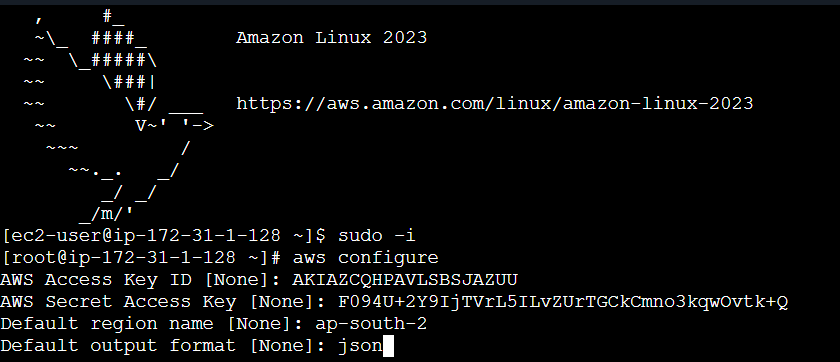 ,     #_
   ~\_  ####_        Amazon Linux 2023
  ~~  \_#####\
  ~~     \###|
  ~~       \#/ ___   https://aws.amazon.com/linux/amazon-linux-2023
   ~~       V~' '->
    ~~~         /
      ~~._.   _/
         _/ _/
       _/m/'
[ec2-user@ip-172-31-1-128 ~]$ sudo -i
[root@ip-172-31-1-128 ~]# aws configure
AWS Access Key ID [None]: AKIAZCQHPAVLSBSJAZUU
AWS Secret Access Key [None]: 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
Default region name [None]: ap-south-2
Default output format [None]: json